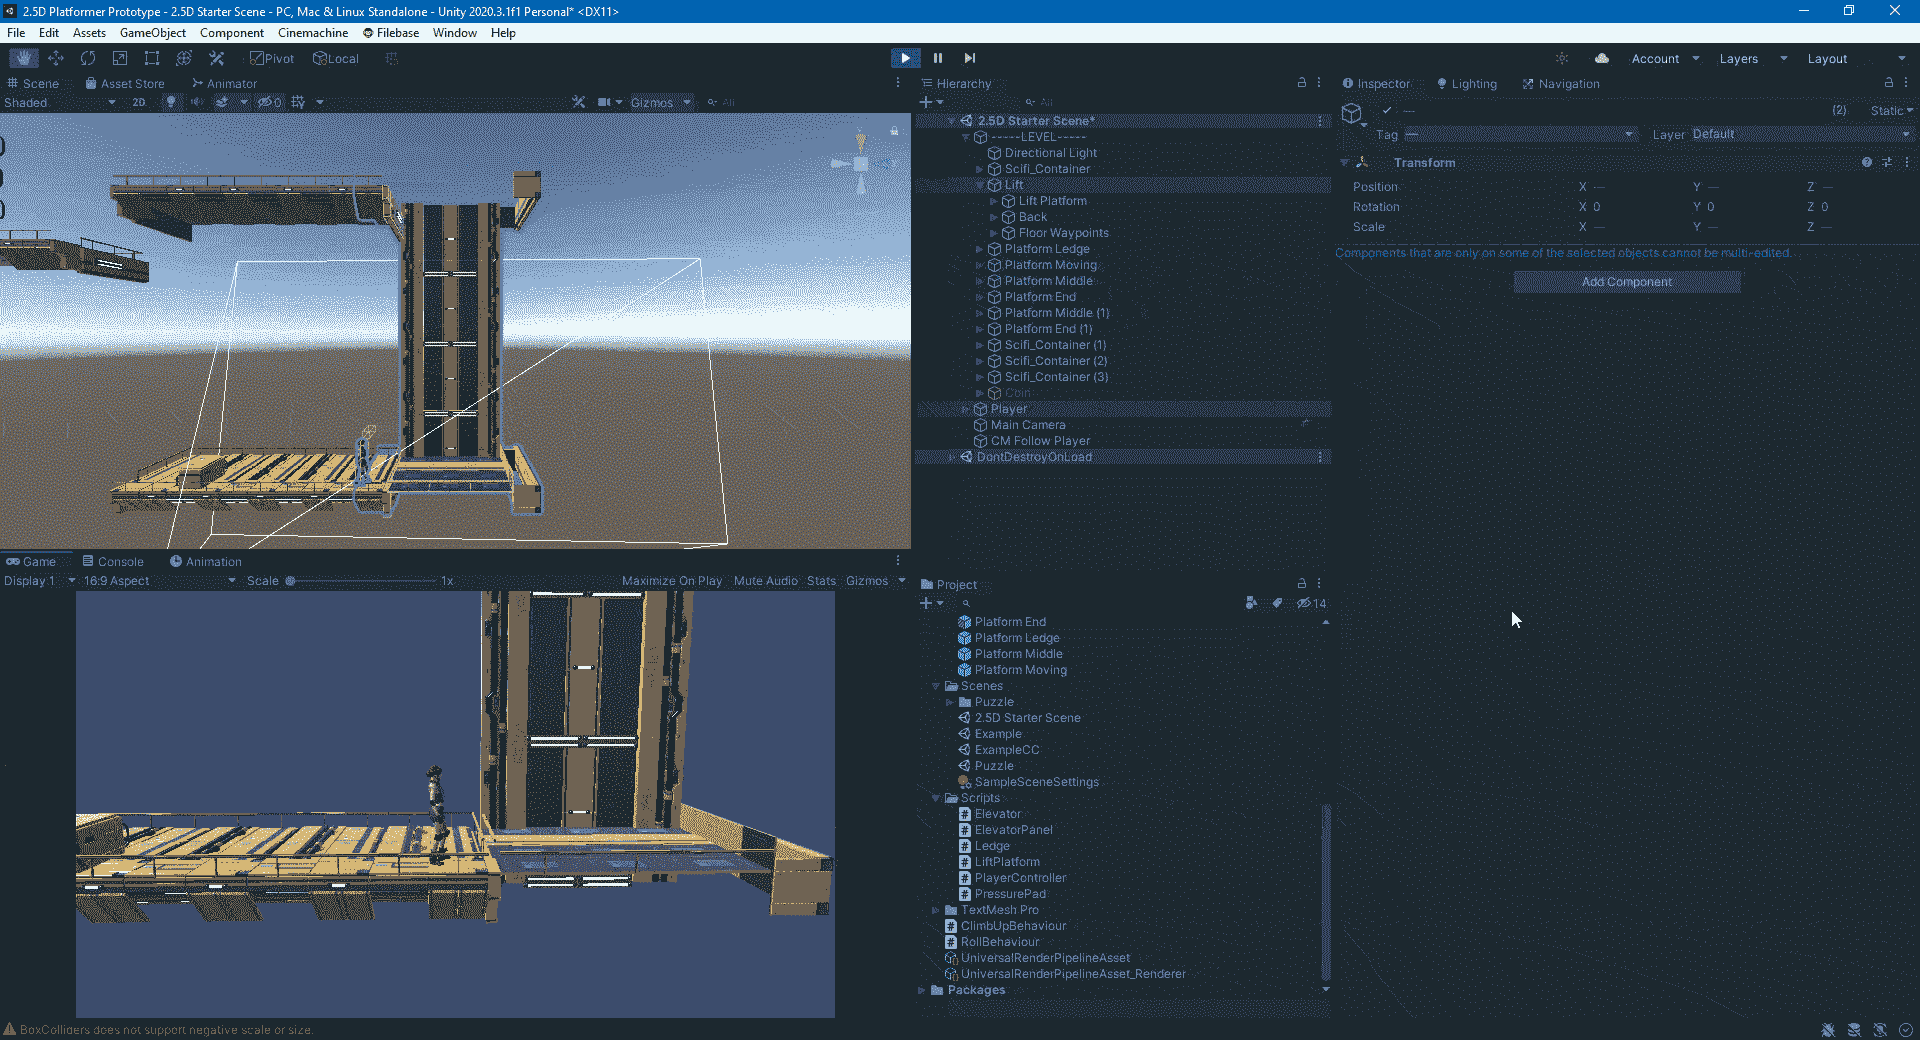 2.5D Platformer Prototype - 2.5D Starter Scene - PC, Mac & Linux Standalone - Unity 2020.3.1f1 Personal* <DX11>
File Edit Assets GameObject Component Cinemachine Filebase Window Help
Pivot Local Account Layers Layout
Scene Asset Store Animator
Shaded 2D 0 Gizmos All
Hierarchy
All
2.5D Starter Scene*
-----LEVEL-----
Directional Light
Scifi_Container
Lift
Lift Platform
Back
Floor Waypoints
Platform Ledge
Platform Moving
Platform Middle
Platform End
Platform Middle (1)
Platform End (1)
Scifi_Container (1)
Scifi_Container (2)
Scifi_Container (3)
Coin
Player
Main Camera
CM Follow Player
DontDestroyOnLoad
Inspector Lighting Navigation
— (2) Static
Tag — Layer Default
Transform
Position X — Y — Z —
Rotation X 0 Y 0 Z 0
Scale X — Y — Z —
Components that are only on some of the selected objects cannot be multi-edited.
Add Component
Game Console Animation
Display 1 16:9 Aspect Scale 1x Maximize On Play Mute Audio Stats Gizmos
Project
14
Platform End
Platform Ledge
Platform Middle
Platform Moving
Scenes
Puzzle
2.5D Starter Scene
Example
ExampleCC
Puzzle
SampleSceneSettings
Scripts
Elevator
ElevatorPanel
Ledge
LiftPlatform
PlayerController
PressurePad
TextMesh Pro
ClimbUpBehaviour
RollBehaviour
UniversalRenderPipelineAsset
UniversalRenderPipelineAsset_Renderer
Packages
BoxColliders does not support negative scale or size.